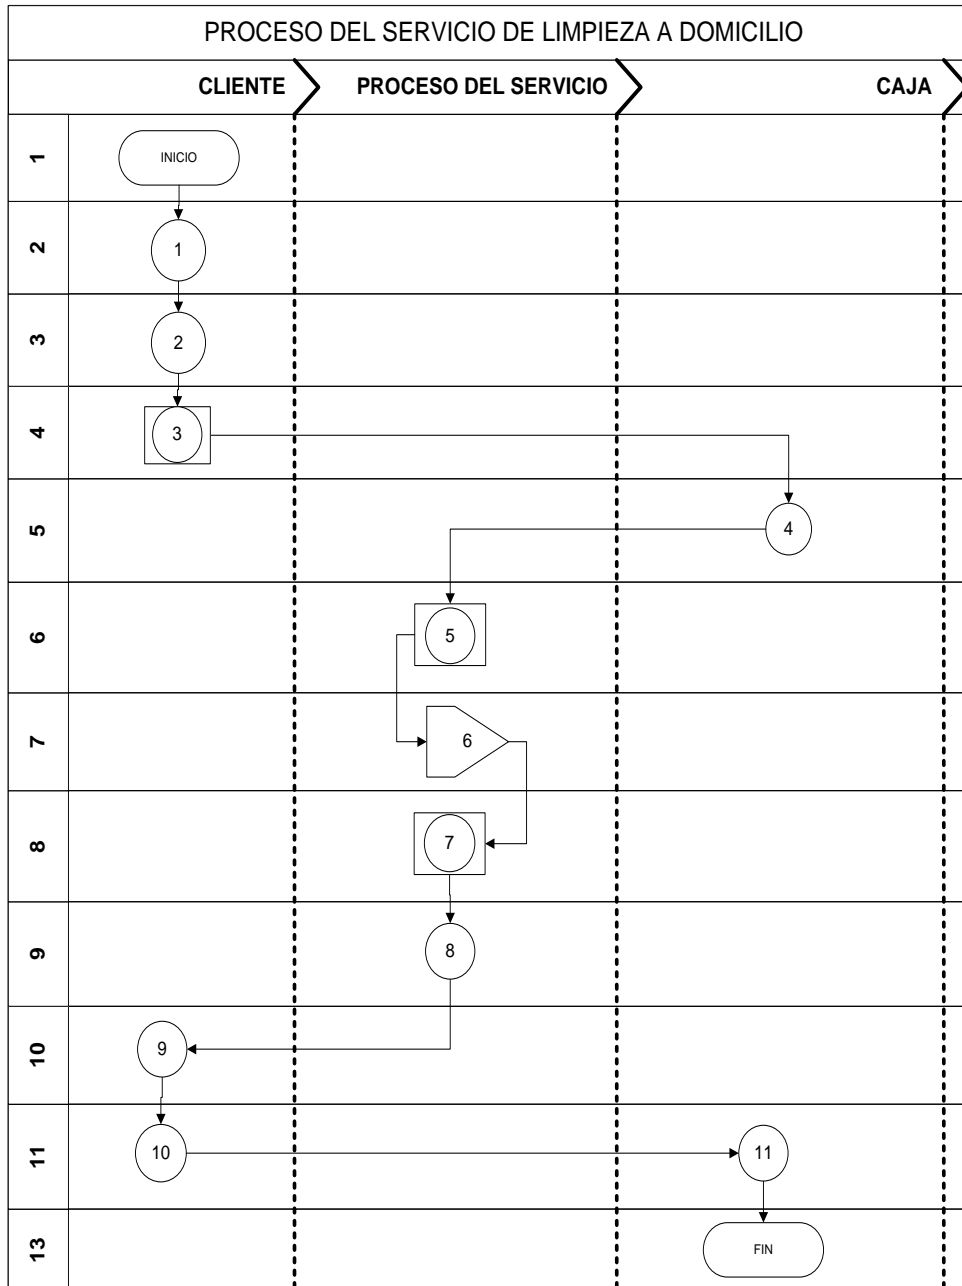 PROCESO DEL SERVICIO DE LIMPIEZA A DOMICILIO
CLIENTE PROCESO DEL SERVICIO CAJA
1 INICIO
2 1
3 2
4 3
5 4
6 5
7 6
8 7
9 8
10 9
11 10 11
13 FIN